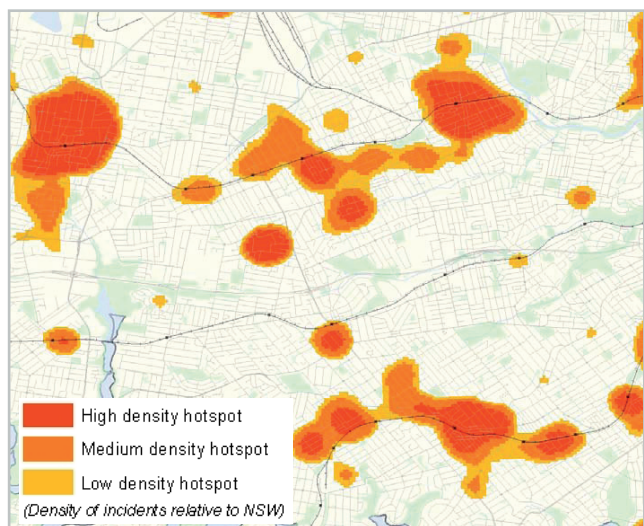 High density hotspot
Medium density hotspot
Low density hotspot
(Density of incidents relative to NSW)